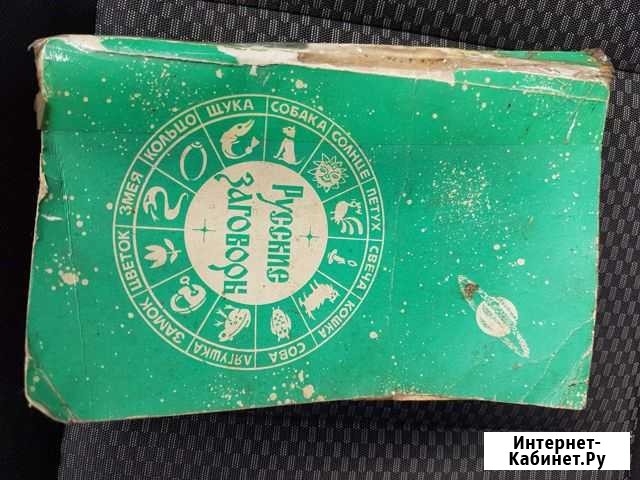 Русские
заговоры
ЩУКА
СОБАКА
СОЛНЦЕ
ПЕТУХ
СВЕЧА
КОШКА
СОВА
ЛЯГУШКА
ЗАМОК
ЦВЕТОК
ЗМЕЯ
КОЛЬЦО
Интернет-
Кабинет.Ру